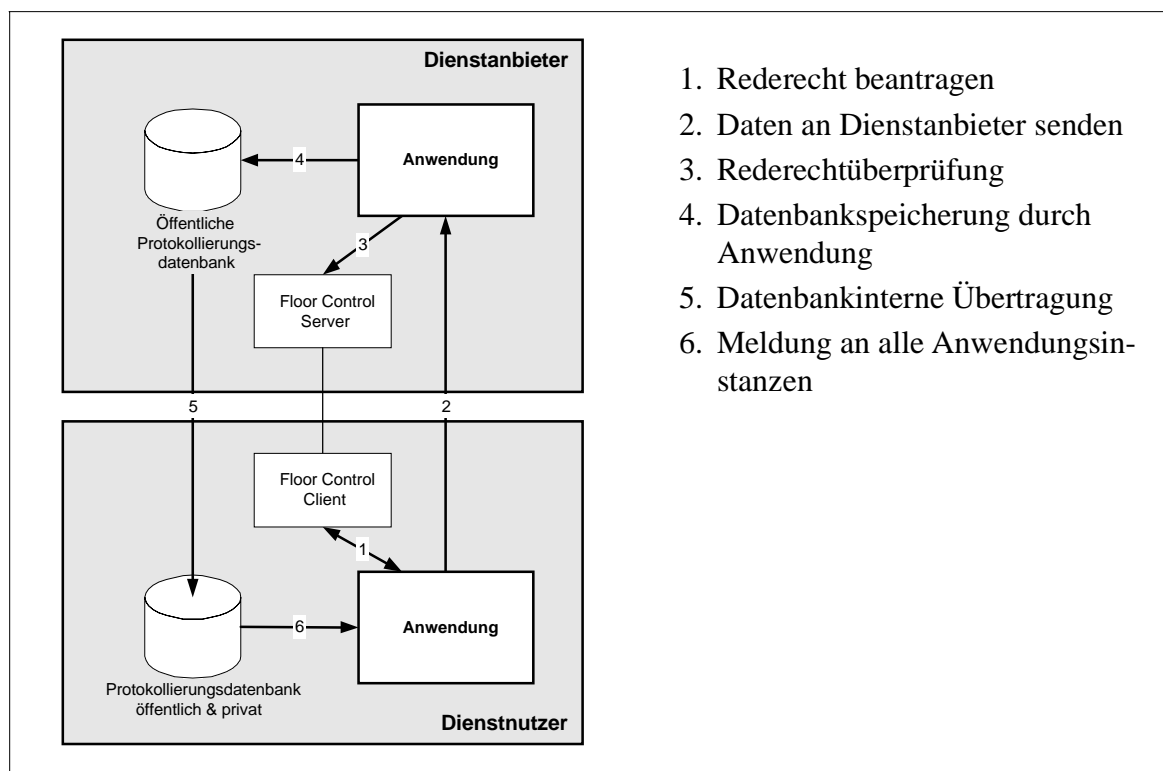 Dienstanbieter
Anwendung
4
Öffentliche
Protokollierungs-
datenbank
3
Floor Control
Server
5
2
Floor Control
Client
1
6
Anwendung
Protokollierungsdatenbank
öffentlich & privat
Dienstnutzer
1. Rederecht beantragen
2. Daten an Dienstanbieter senden
3. Rederechtüberprüfung
4. Datenbankspeicherung durch
Anwendung
5. Datenbankinterne Übertragung
6. Meldung an alle Anwendungsin-
stanzen